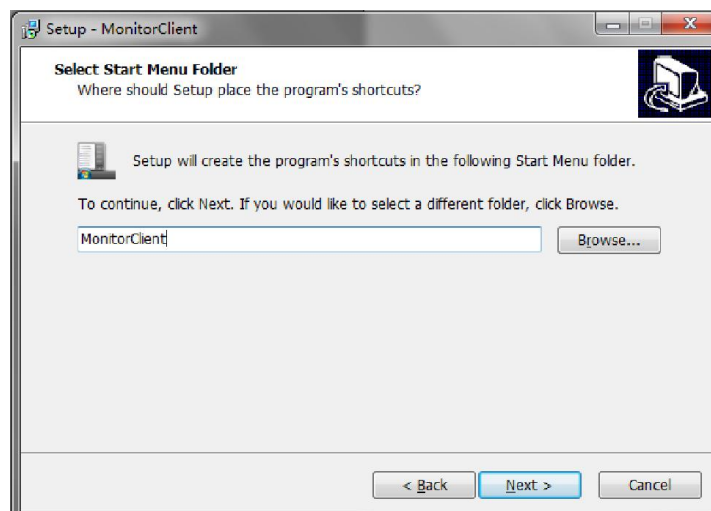 Setup - MonitorClient
Select Start Menu Folder
Where should Setup place the program's shortcuts?
Setup will create the program's shortcuts in the following Start Menu folder.
To continue, click Next. If you would like to select a different folder, click Browse.
MonitorClient
Browse...
< Back
Next >
Cancel